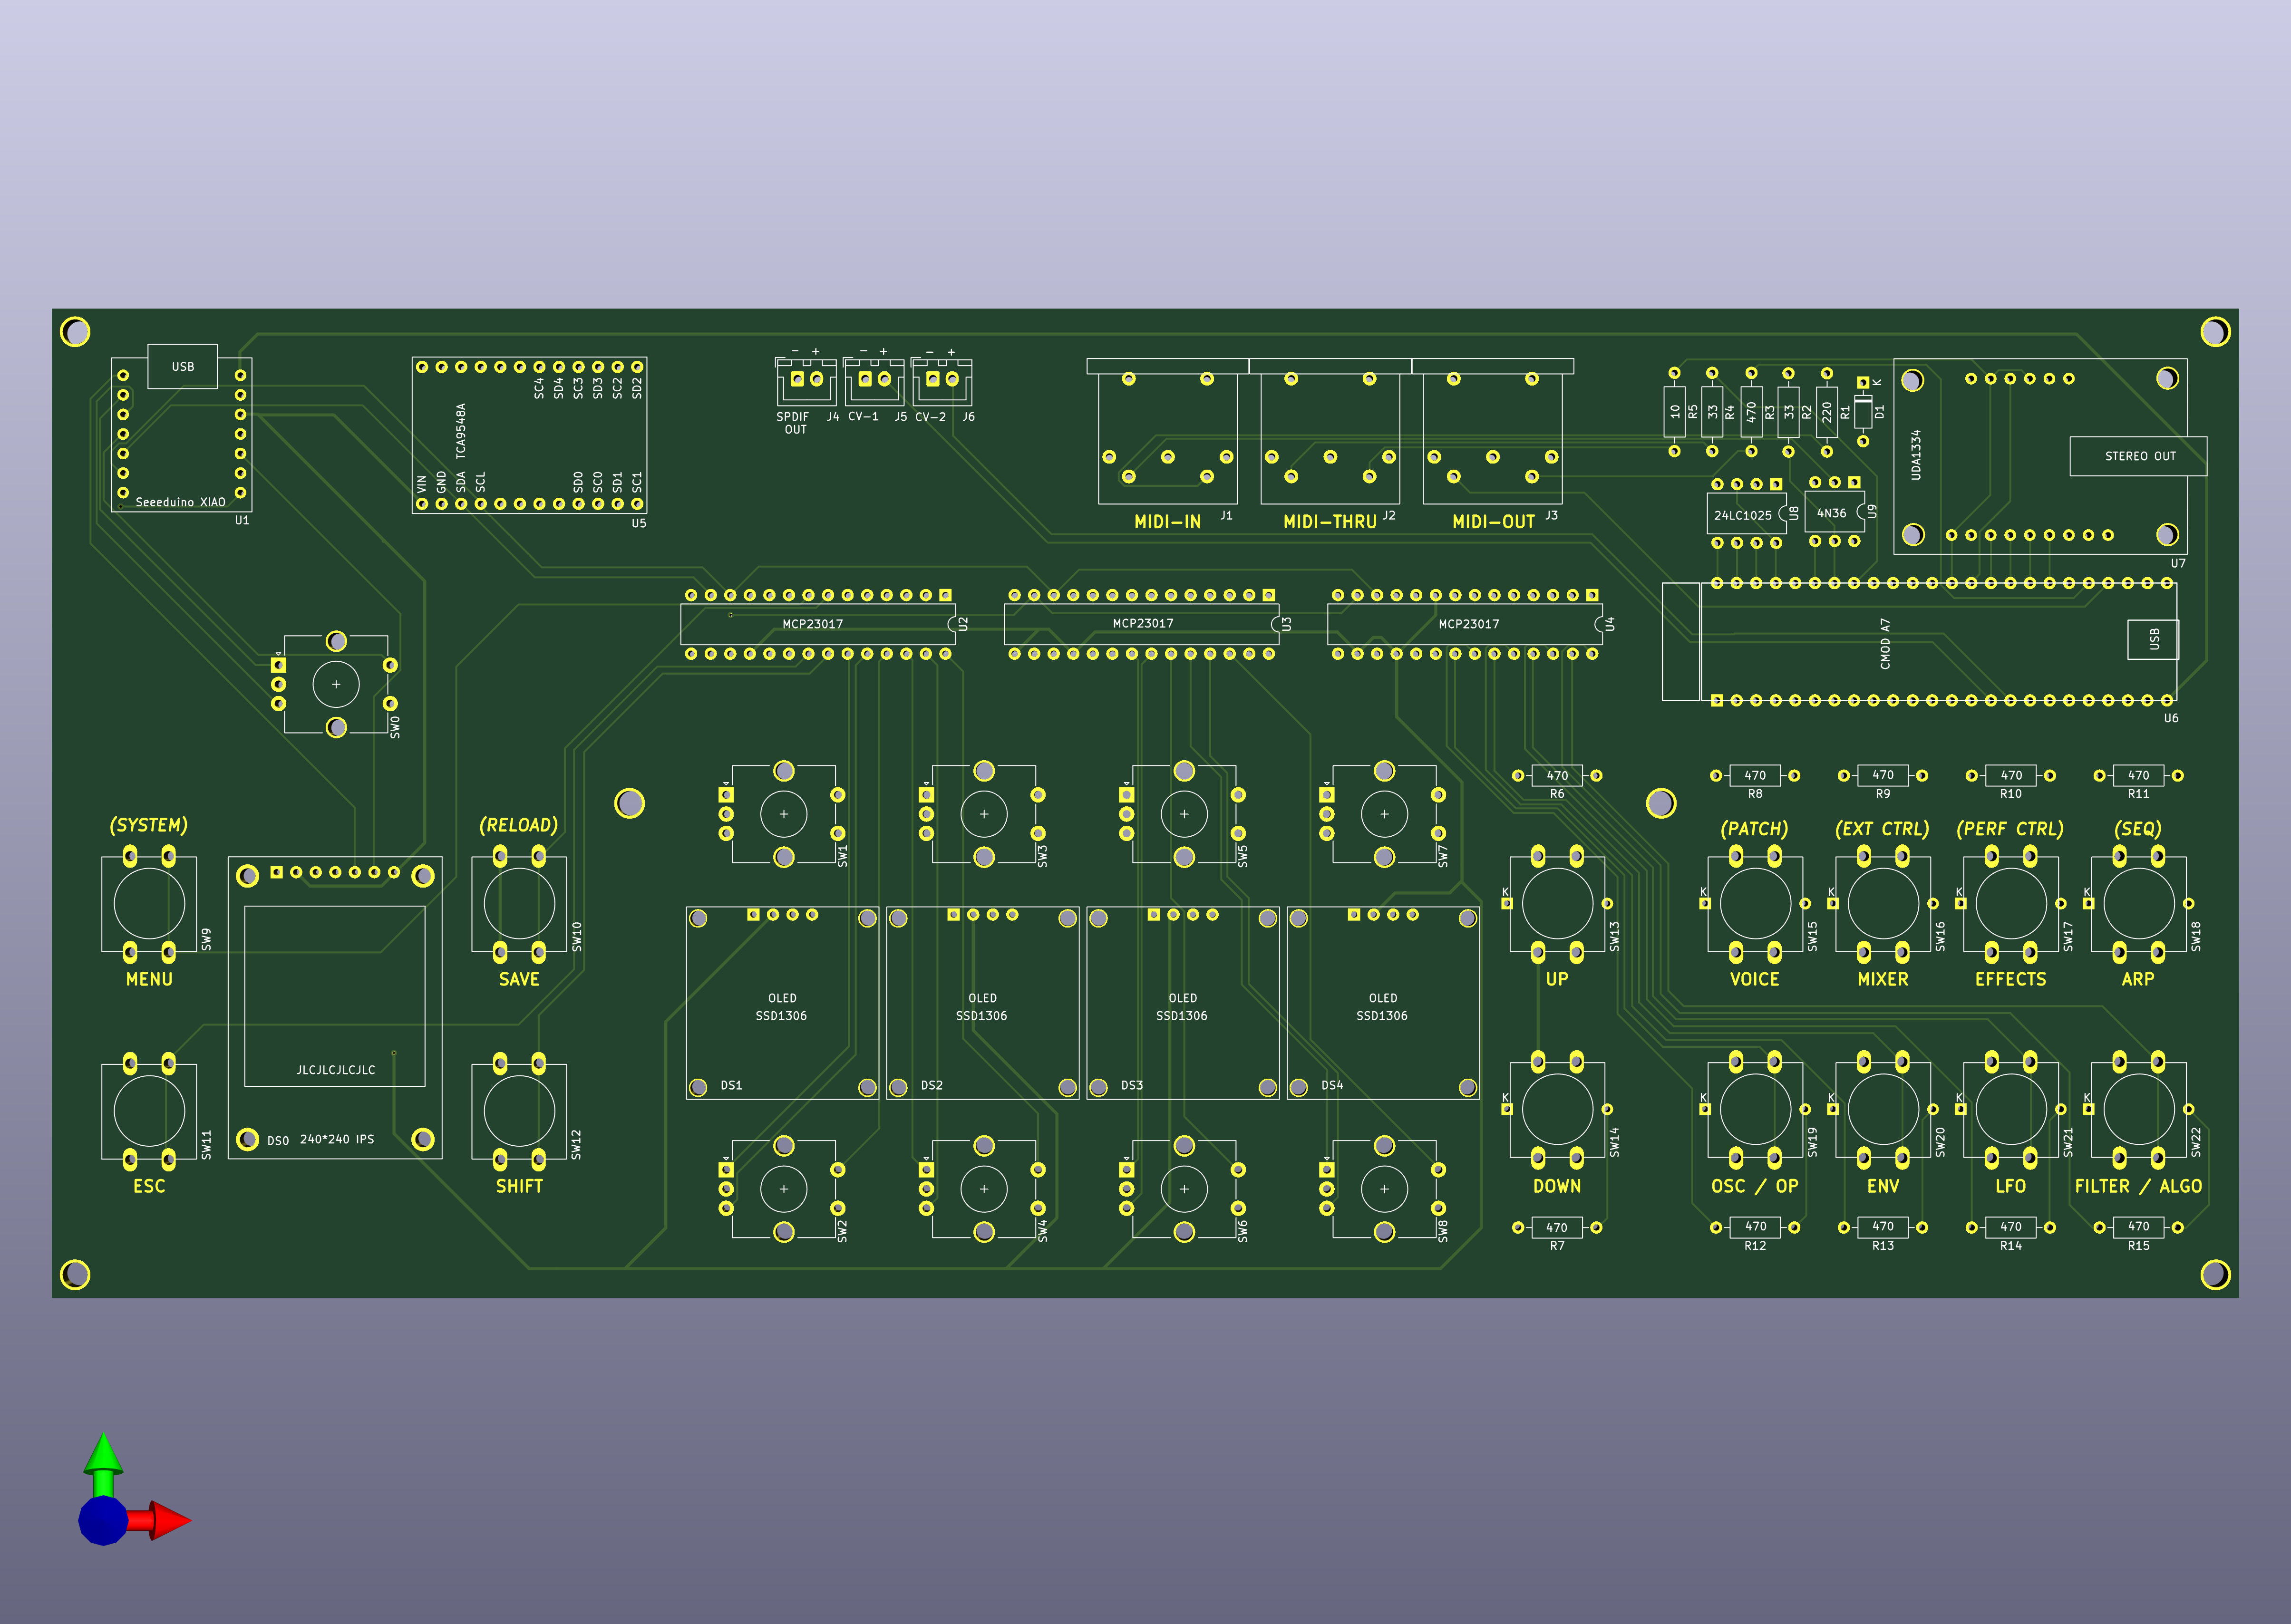 USB
Seeeduino XIAO
U1
SC4
SD4
SC3
SD3
SC2
SD2
TCA9548A
VIN
GND
SDA
SCL
SD0
SC0
SD1
SC1
U5
- +
- +
- +
SPDIF
OUT
J4
CV-1
J5
CV-2
J6
MIDI-IN
J1
MIDI-THRU
J2
MIDI-OUT
J3
10
R5
33
R4
470
R3
33
R2
220
R1
K
D1
UDA1334
STEREO OUT
U7
24LC1025
U8
4N36
U9
MCP23017
U2
MCP23017
U3
MCP23017
U4
CMOD A7
USB
U6
SW0
SW1
SW3
SW5
SW7
470
R6
470
R8
470
R9
470
R10
470
R11
(SYSTEM)
(RELOAD)
(PATCH)
(EXT CTRL)
(PERF CTRL)
(SEQ)
SW9
MENU
SW10
SAVE
K
SW13
UP
K
SW15
VOICE
K
SW16
MIXER
K
SW17
EFFECTS
K
SW18
ARP
OLED
SSD1306
DS1
OLED
SSD1306
DS2
OLED
SSD1306
DS3
OLED
SSD1306
DS4
JLCJLCJLCJLC
DS0
240*240 IPS
SW11
ESC
SW12
SHIFT
SW2
SW4
SW6
SW8
K
SW14
DOWN
K
SW19
OSC / OP
K
SW20
ENV
K
SW21
LFO
K
SW22
FILTER / ALGO
470
R7
470
R12
470
R13
470
R14
470
R15